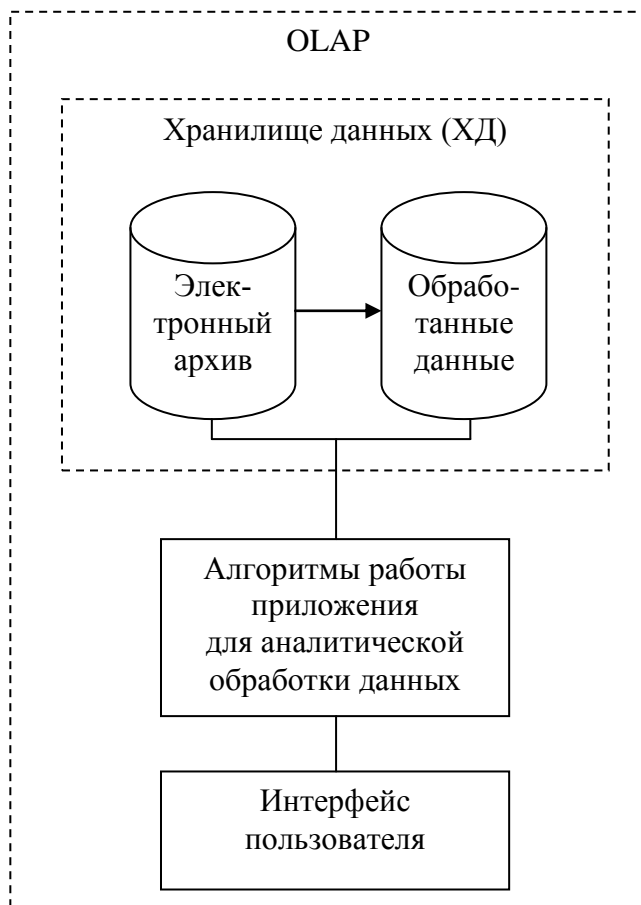 OLAP
Хранилище данных (ХД)
Элек-
тронный
архив
Обрабо-
танные
данные
Алгоритмы работы
приложения
для аналитической
обработки данных
Интерфейс
пользователя